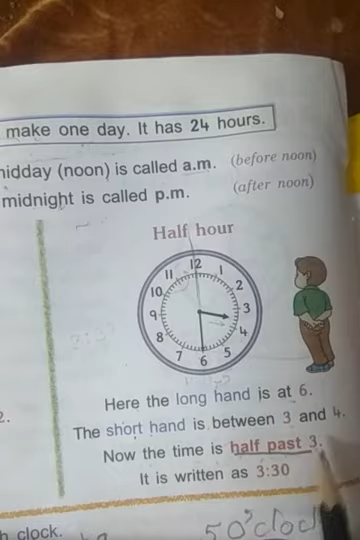 make one day. It has 24 hours.
midday (noon) is called a.m. (before noon)
midnight is called p.m. (after noon)
Half hour
12
11 1
10 2
9 3
8 4
7 5
6
Here the long hand is at 6.
2.
The short hand is between 3 and 4.
Now the time is half past 3.
It is written as 3:30
clock.
5 O'clock